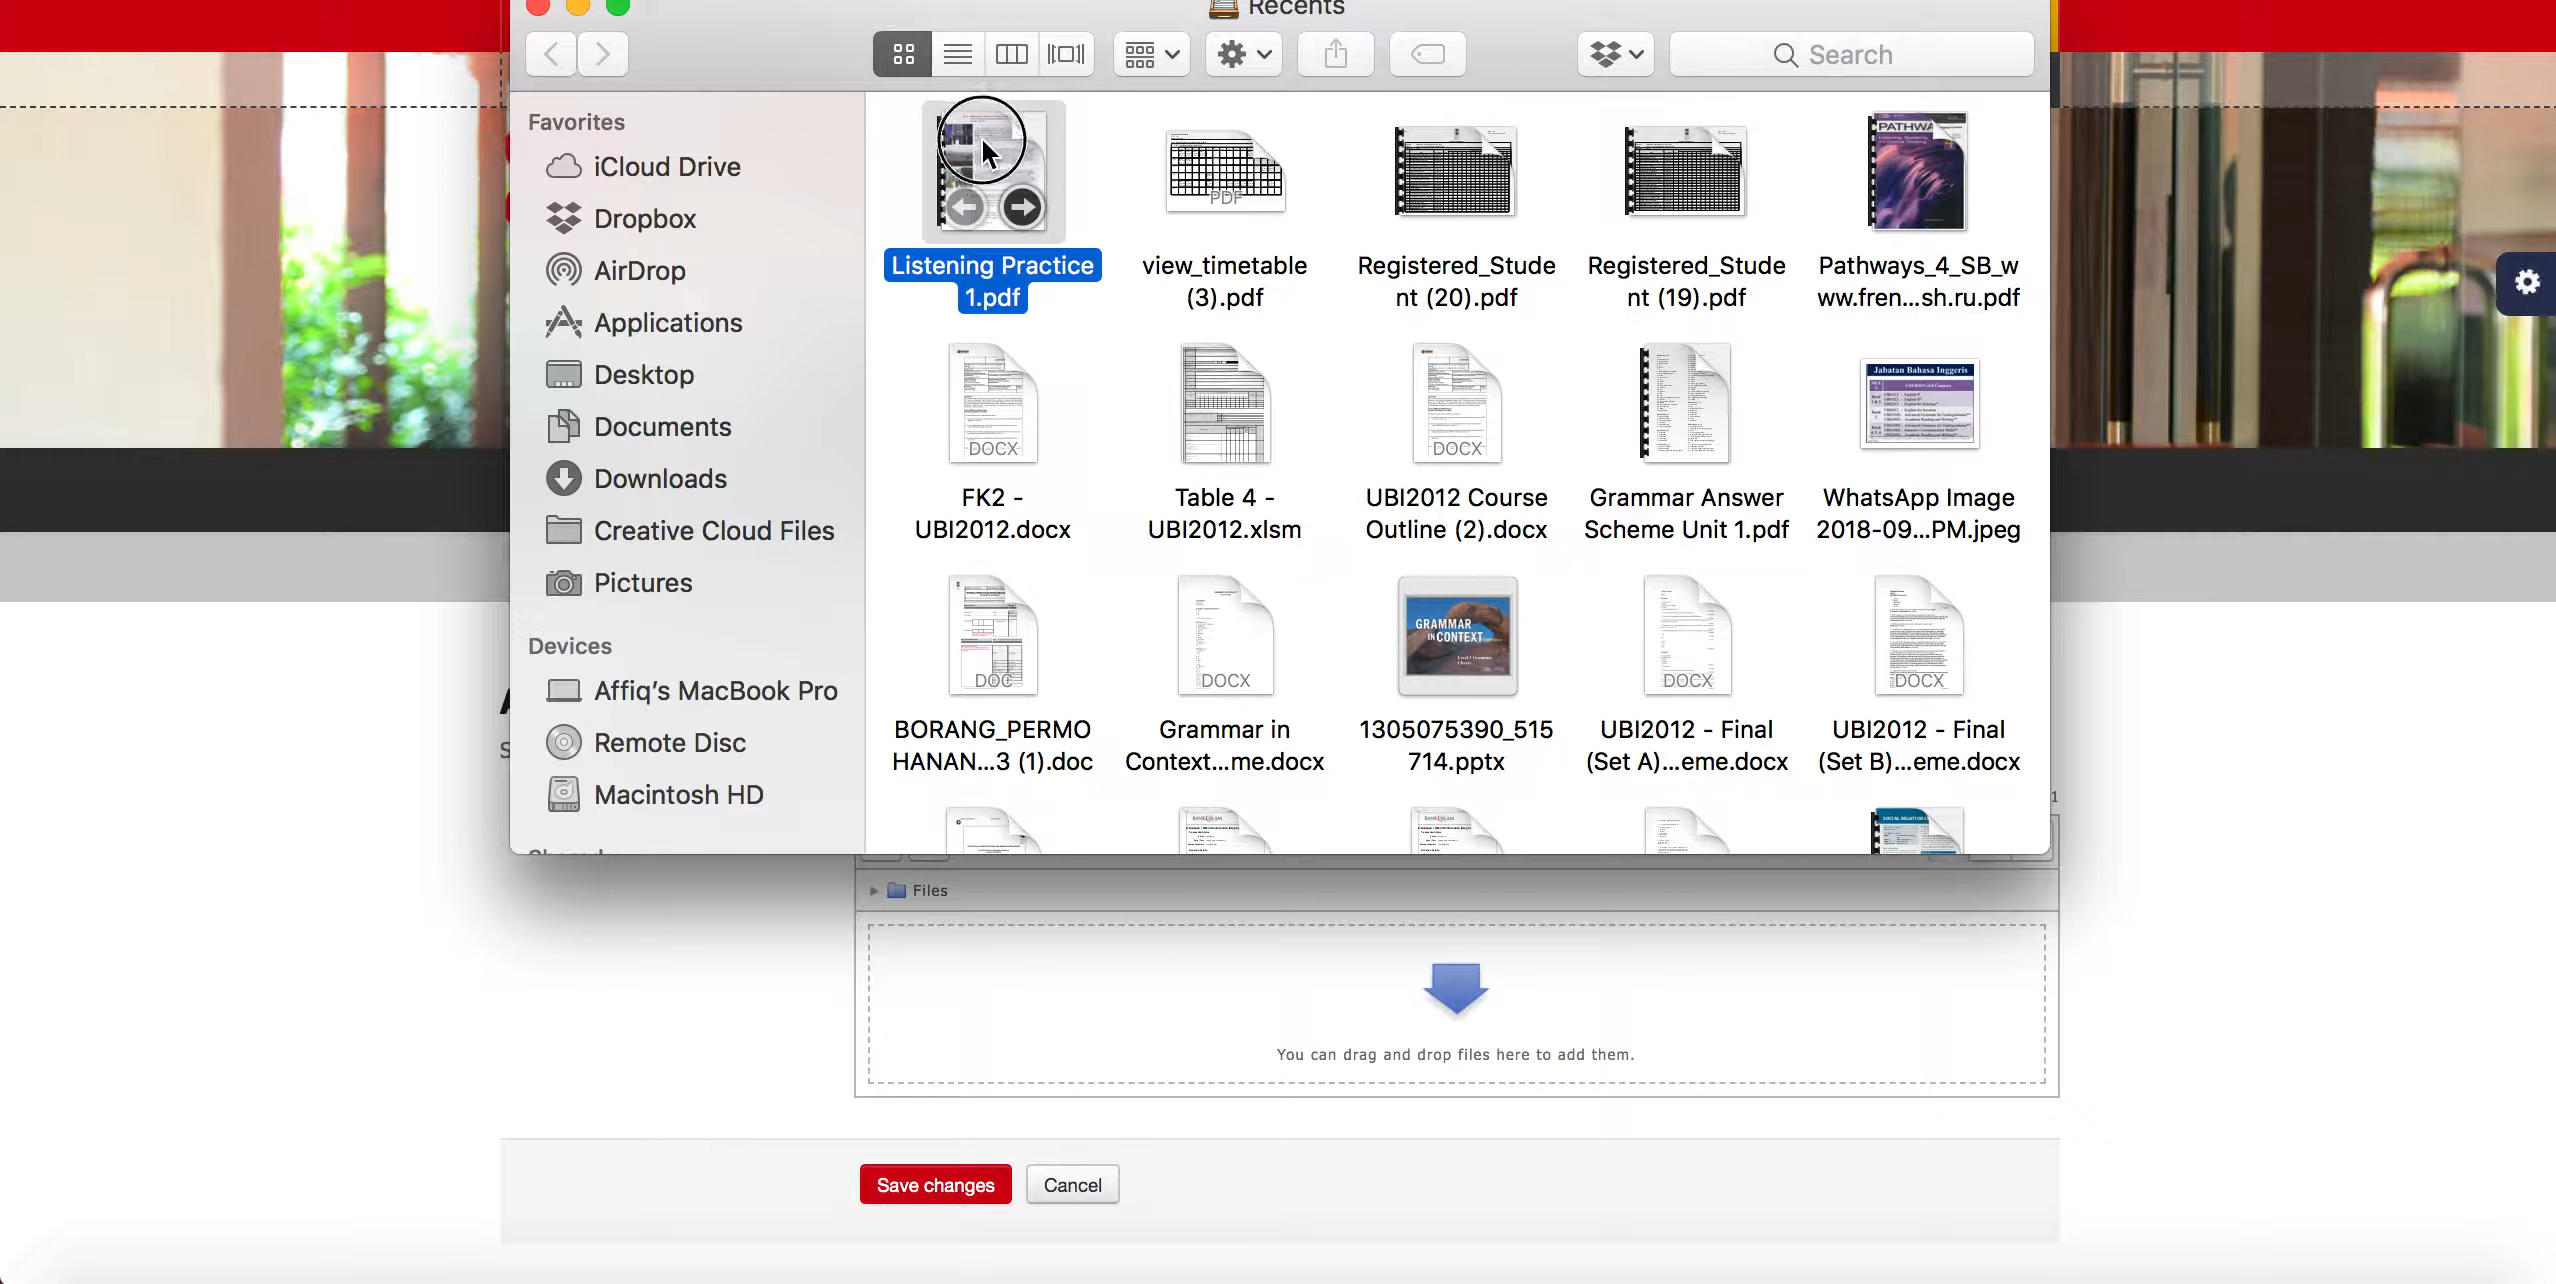 Recents
Search
Favorites
iCloud Drive
Dropbox
AirDrop
Applications
Desktop
Documents
Downloads
Creative Cloud Files
Pictures
Devices
Affiq's MacBook Pro
Remote Disc
Macintosh HD
Listening Practice
1.pdf
PDF
view_timetable
(3).pdf
Registered_Stude
nt (20).pdf
Registered_Stude
nt (19).pdf
PATHWA
Pathways_4_SB_w
ww.fren...sh.ru.pdf
DOCX
FK2 -
UBI2012.docx
Table 4 -
UBI2012.xlsm
DOCX
UBI2012 Course
Outline (2).docx
Grammar Answer
Scheme Unit 1.pdf
Jabatan Bahasa Inggeris
WhatsApp Image
2018-09...PM.jpeg
DOC
BORANG_PERMO
HANAN...3 (1).doc
DOCX
Grammar in
Context...me.docx
GRAMMAR
IN CONTEXT
1305075390_515
714.pptx
DOCX
UBI2012 - Final
(Set A)...eme.docx
DOCX
UBI2012 - Final
(Set B)...eme.docx
Files
You can drag and drop files here to add them.
Save changes
Cancel